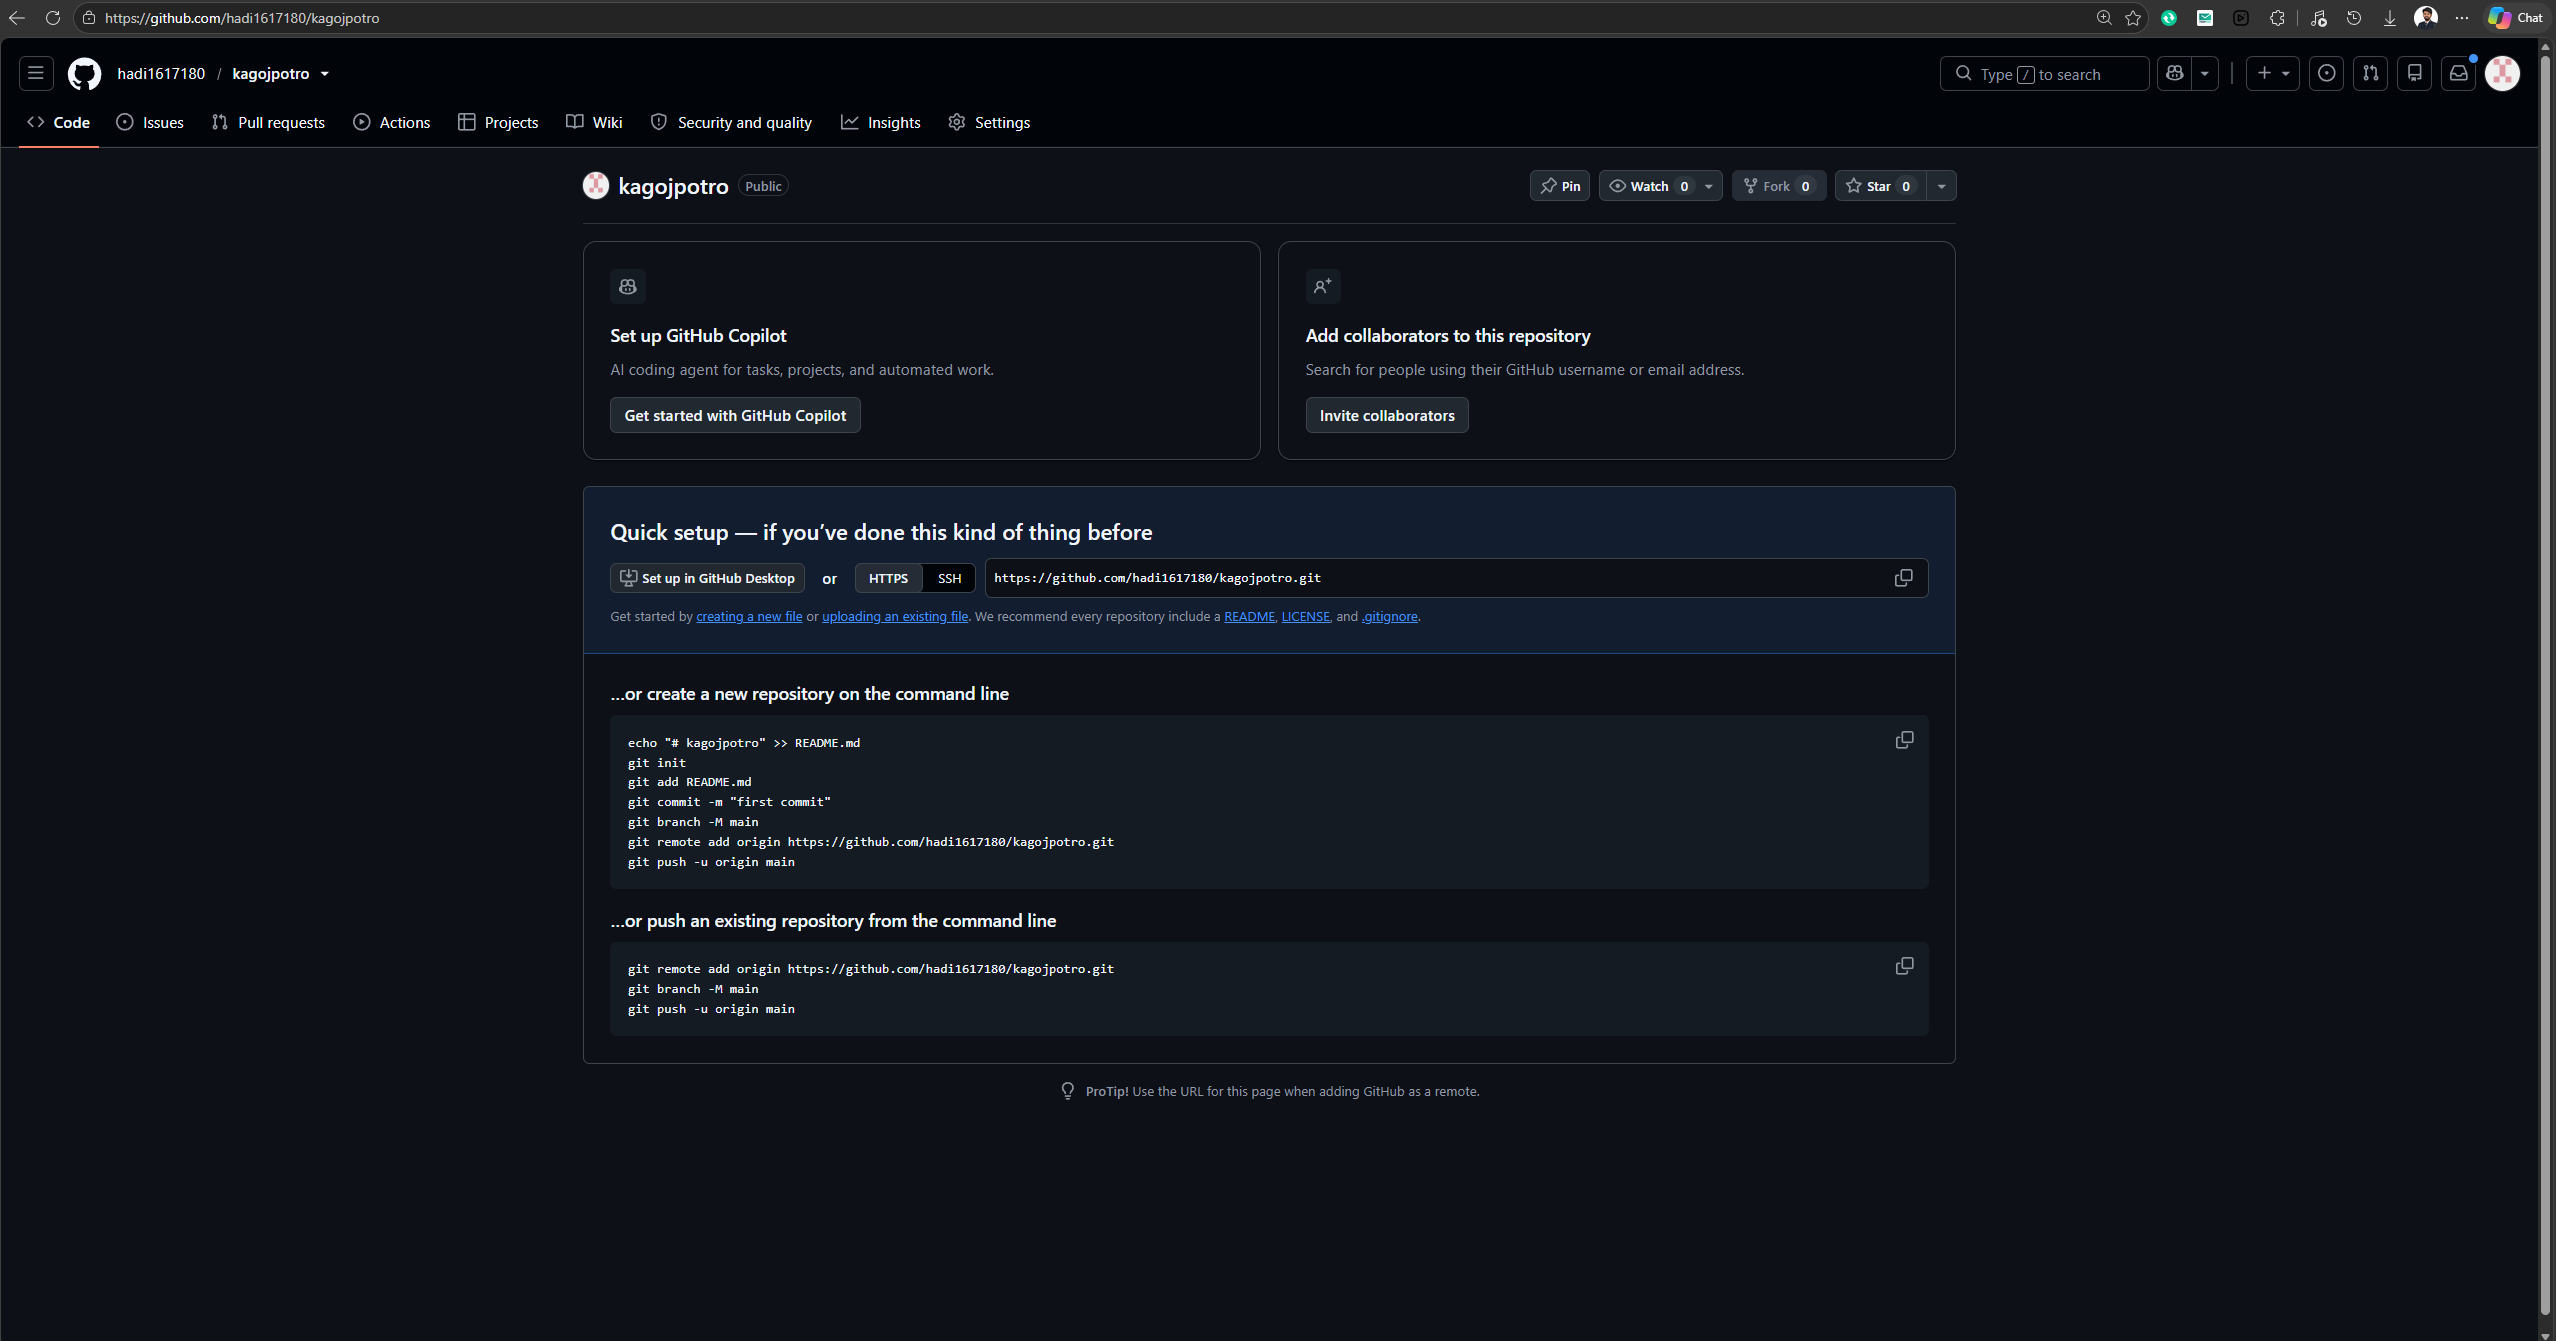 https://github.com/hadi1617180/kagojpotro
Chat
hadi1617180 / kagojpotro
Type / to search
Code Issues Pull requests Actions Projects Wiki Security and quality Insights Settings
kagojpotro Public
Pin Watch 0 Fork 0 Star 0
Set up GitHub Copilot
AI coding agent for tasks, projects, and automated work.
Get started with GitHub Copilot
Add collaborators to this repository
Search for people using their GitHub username or email address.
Invite collaborators
Quick setup — if you’ve done this kind of thing before
Set up in GitHub Desktop or HTTPS SSH https://github.com/hadi1617180/kagojpotro.git
Get started by creating a new file or uploading an existing file. We recommend every repository include a README, LICENSE, and .gitignore.
…or create a new repository on the command line
echo "# kagojpotro" >> README.md
git init
git add README.md
git commit -m "first commit"
git branch -M main
git remote add origin https://github.com/hadi1617180/kagojpotro.git
git push -u origin main
…or push an existing repository from the command line
git remote add origin https://github.com/hadi1617180/kagojpotro.git
git branch -M main
git push -u origin main
ProTip! Use the URL for this page when adding GitHub as a remote.